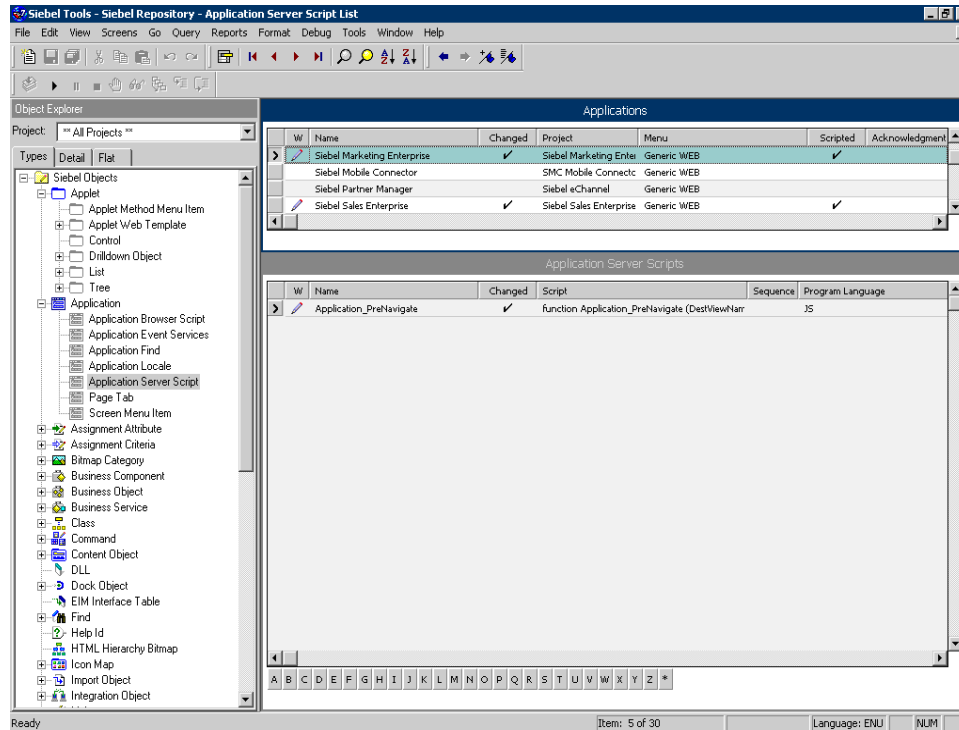 Siebel Tools - Siebel Repository - Application Server Script List
File Edit View Screens Go Query Reports Format Debug Tools Window Help
Object Explorer
Project: ** All Projects **
Types Detail Flat
Siebel Objects
Applet
Applet Method Menu Item
Applet Web Template
Control
Drilldown Object
List
Tree
Application
Application Browser Script
Application Event Services
Application Find
Application Locale
Application Server Script
Page Tab
Screen Menu Item
Assignment Attribute
Assignment Criteria
Bitmap Category
Business Component
Business Object
Business Service
Class
Command
Content Object
DLL
Dock Object
EIM Interface Table
Find
Help Id
HTML Hierarchy Bitmap
Icon Map
Import Object
Integration Object
Applications
W Name Changed Project Menu Scripted Acknowledgment
Siebel Marketing Enterprise ✔ Siebel Marketing Enter Generic WEB ✔
Siebel Mobile Connector SMC Mobile Connectc Generic WEB
Siebel Partner Manager Siebel eChannel Generic WEB
Siebel Sales Enterprise ✔ Siebel Sales Enterprise Generic WEB ✔
Application Server Scripts
W Name Changed Script Sequence Program Language
Application_PreNavigate ✔ function Application_PreNavigate (DestViewNarr JS
A B C D E F G H I J K L M N O P Q R S T U V W X Y Z *
Ready Item: 5 of 30 Language: ENU NUM